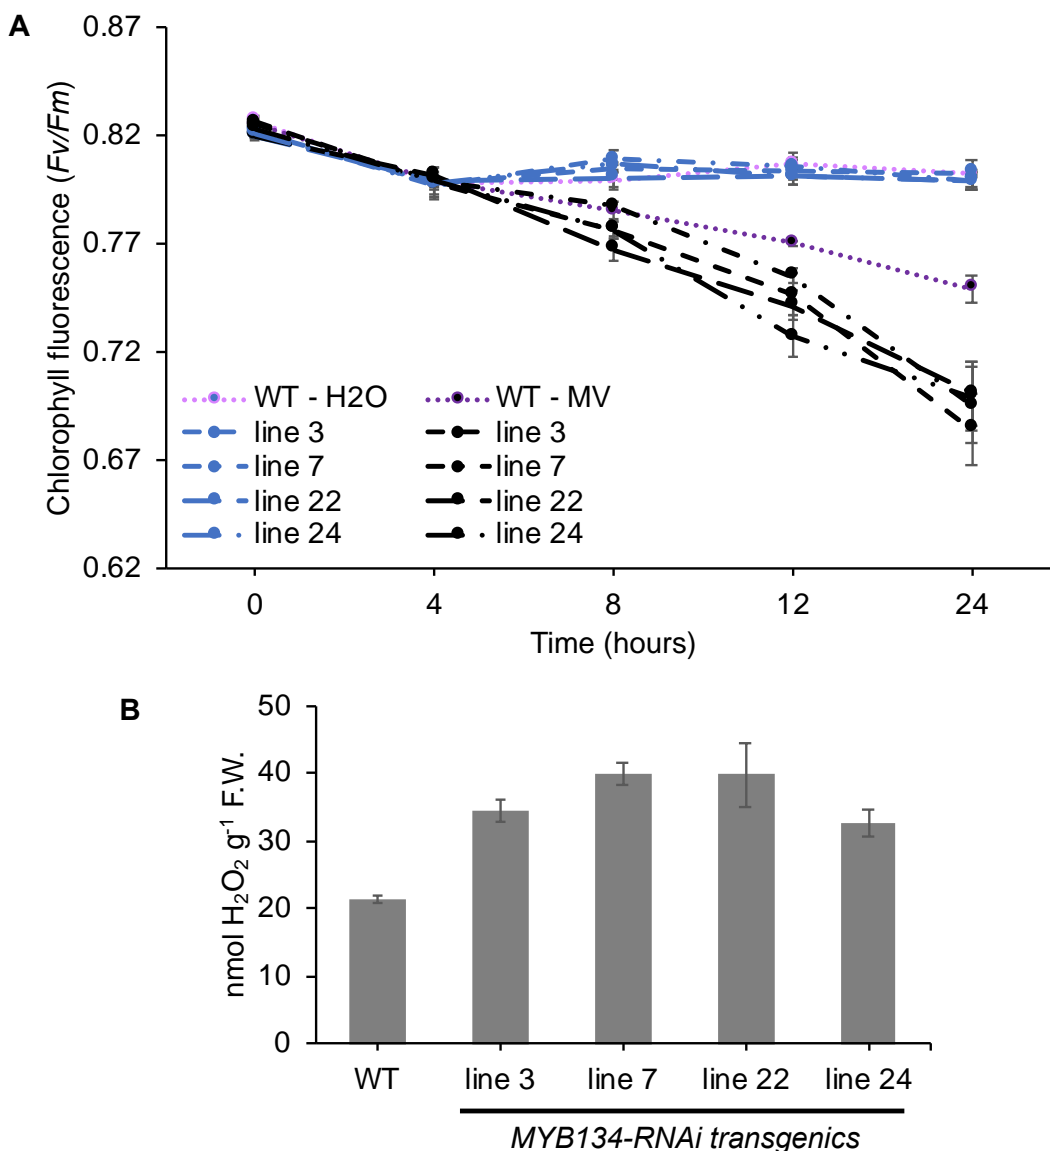 A
0.87
0.82
0.77
0.72
0.67
0.62
Chlorophyll fluorescence (Fv/Fm)
WT - H2O
WT - MV
line 3
line 3
line 7
line 7
line 22
line 22
line 24
line 24
0 4 8 12 24
Time (hours)
B
50
40
30
20
10
0
nmol H₂O₂ g⁻¹ F.W.
WT line 3 line 7 line 22 line 24
MYB134-RNAi transgenics